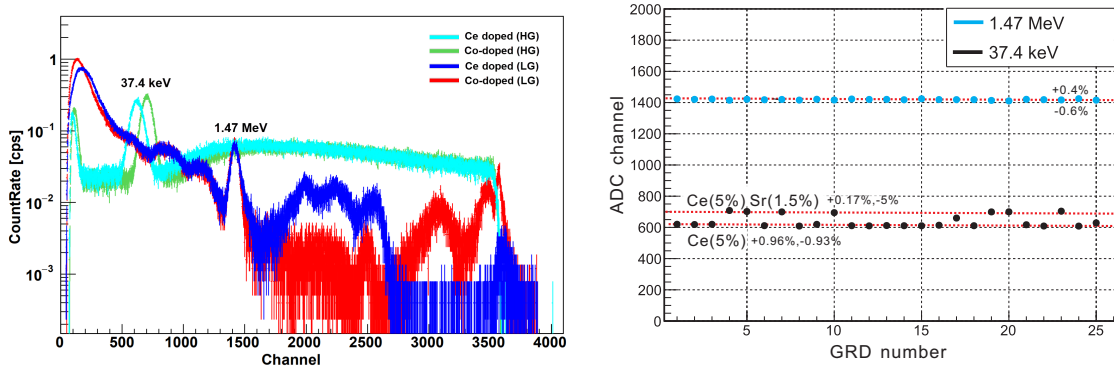 Ce doped (HG)
Co-doped (HG)
Ce doped (LG)
Co-doped (LG)
37.4 keV
1.47 MeV
CountRate [cps]
1
10⁻¹
10⁻²
10⁻³
0 500 1000 1500 2000 2500 3000 3500 4000
Channel
1.47 MeV
37.4 keV
+0.4%
-0.6%
Ce(5%) Sr(1.5%) +0.17%,-5%
Ce(5%) +0.96%,-0.93%
ADC channel
2000
1800
1600
1400
1200
1000
800
600
400
200
0
5 10 15 20 25
GRD number